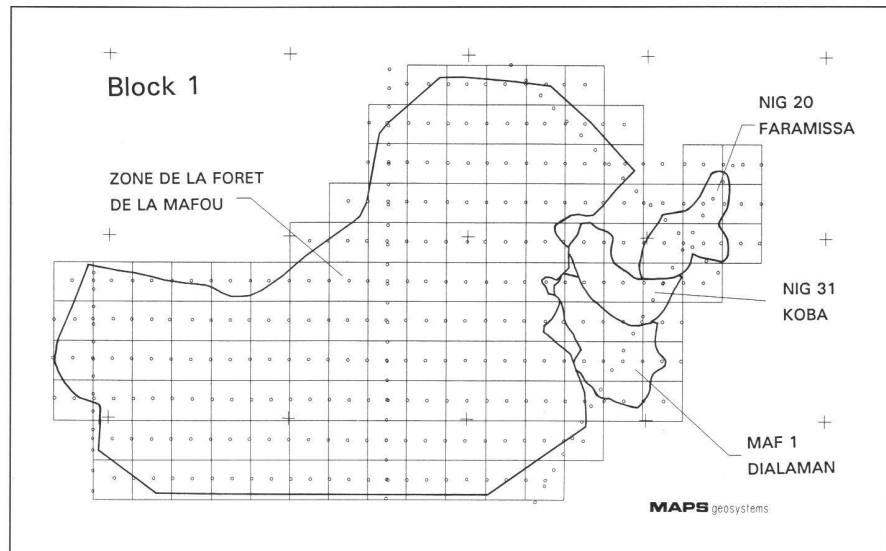 Block 1
ZONE DE LA FORET
DE LA MAFOU
NIG 20
FARAMISSA
NIG 31
KOBA
MAF 1
DIALAMAN
MAPS geosystems